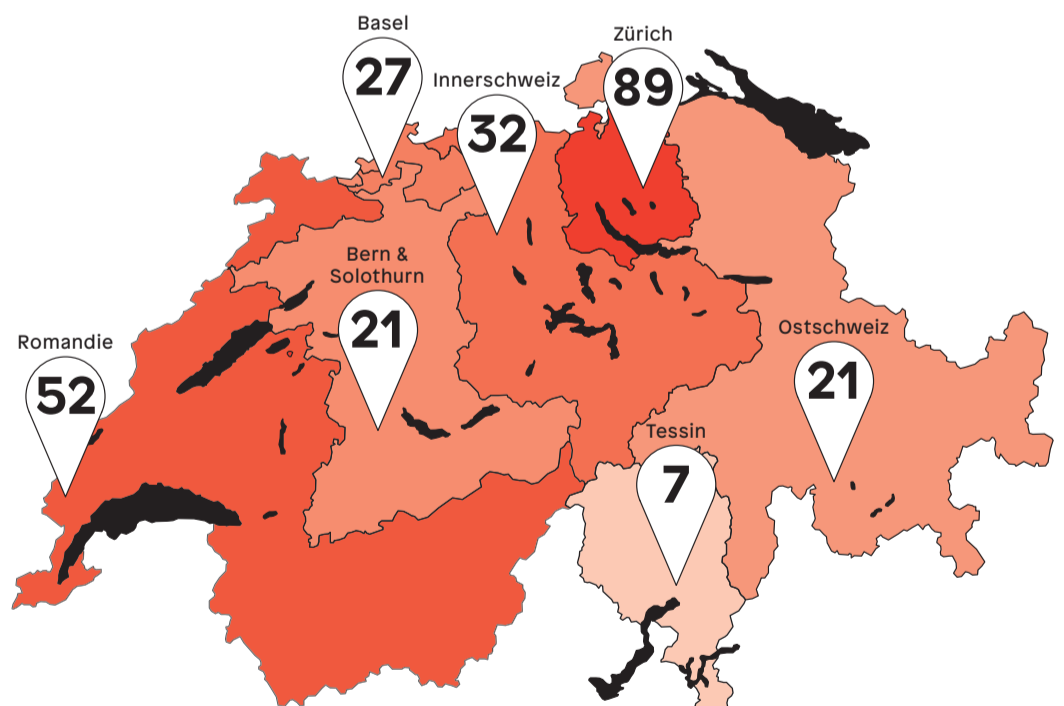 Basel
27
Zürich
89
Innerschweiz
32
Bern &
Solothurn
21
Romandie
52
Ostschweiz
21
Tessin
7